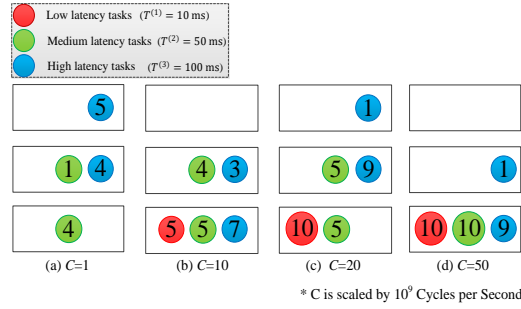 Low latency tasks (T⁽¹⁾ = 10 ms)
Medium latency tasks (T⁽²⁾ = 50 ms)
High latency tasks (T⁽³⁾ = 100 ms)
5 1
1 4 4 3 5 9 1
4 5 5 7 10 5 10 10 9
(a) C=1 (b) C=10 (c) C=20 (d) C=50
* C is scaled by 10⁹ Cycles per Second